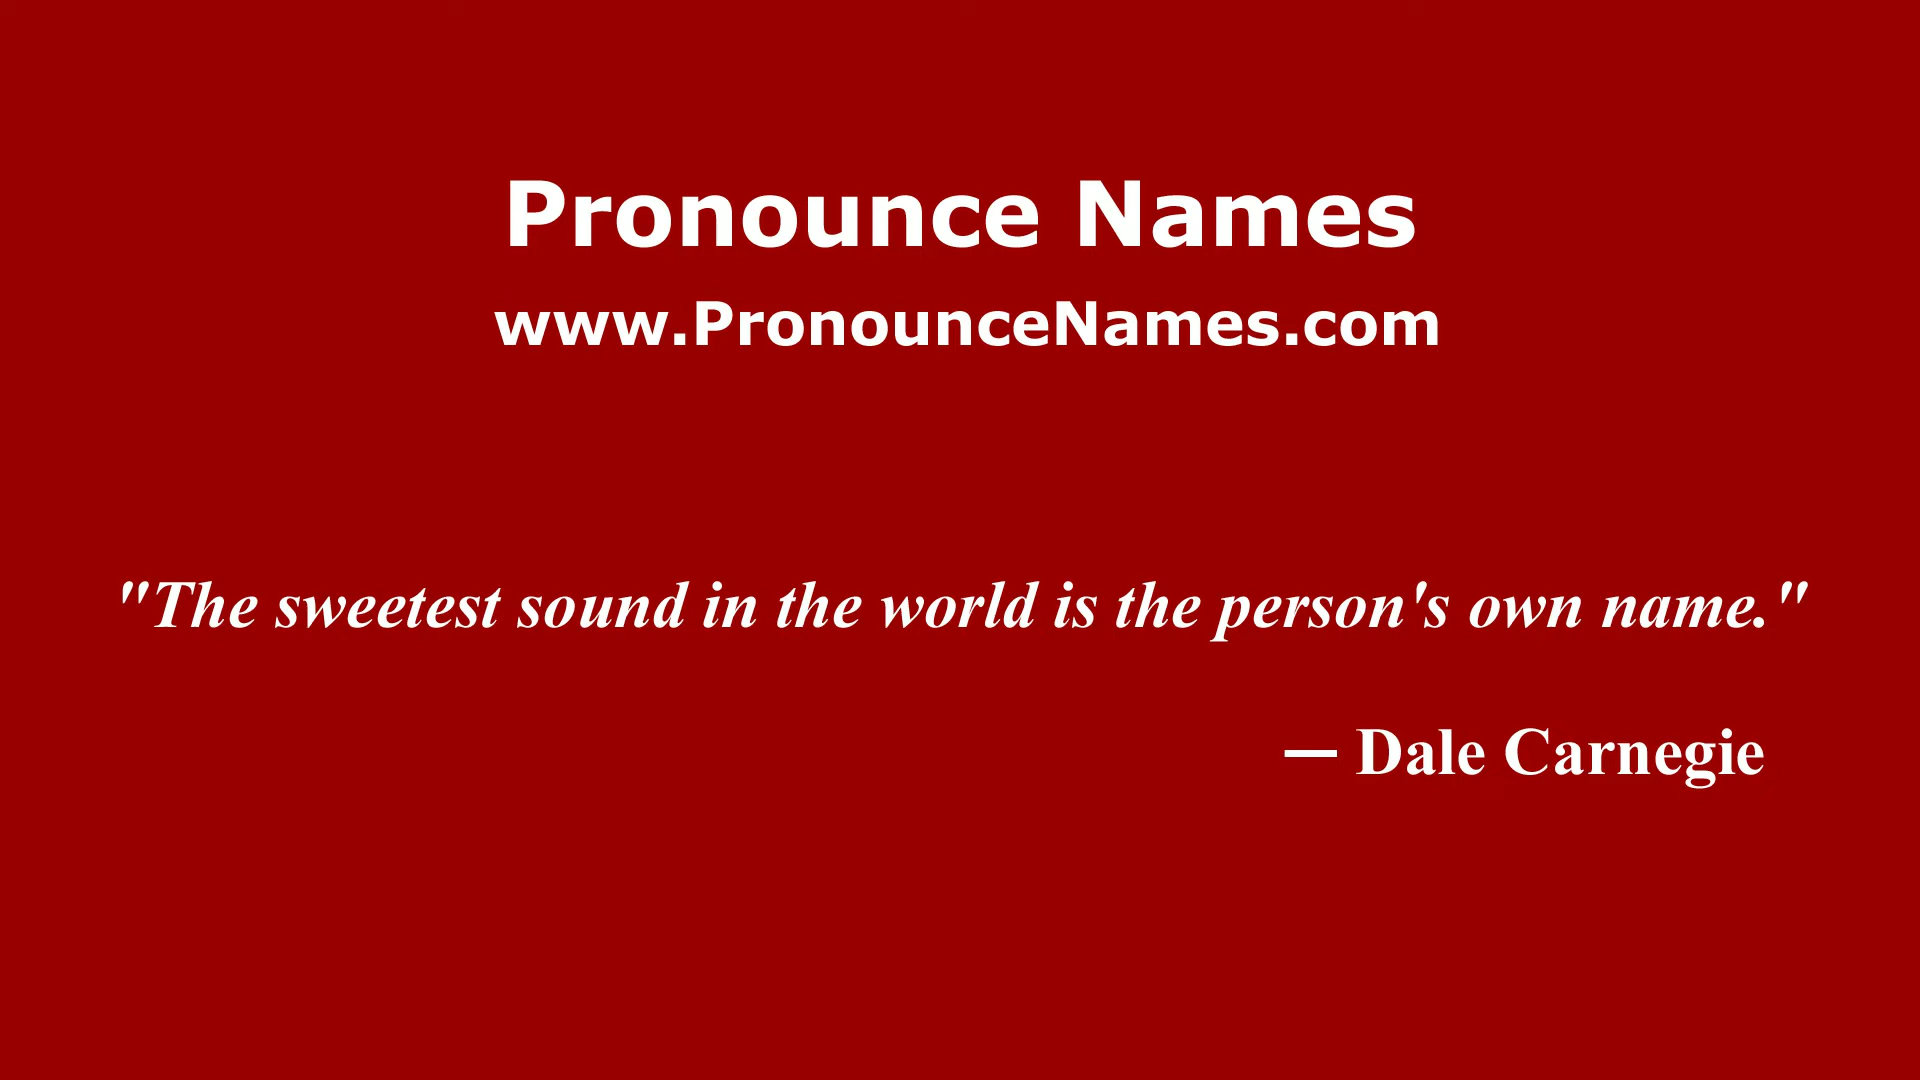 Pronounce Names
www.PronounceNames.com
"The sweetest sound in the world is the person's own name."
— Dale Carnegie